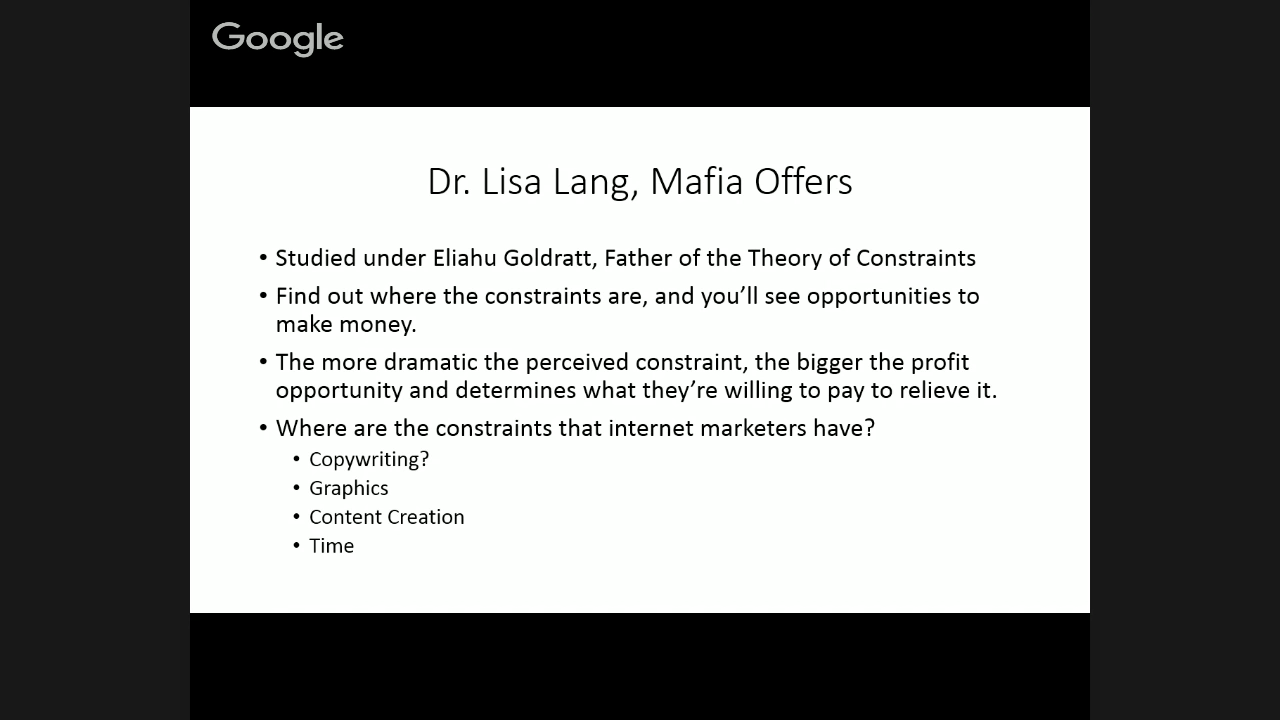 Google
Dr. Lisa Lang, Mafia Offers
• Studied under Eliahu Goldratt, Father of the Theory of Constraints
• Find out where the constraints are, and you’ll see opportunities to
make money.
• The more dramatic the perceived constraint, the bigger the profit
opportunity and determines what they’re willing to pay to relieve it.
• Where are the constraints that internet marketers have?
• Copywriting?
• Graphics
• Content Creation
• Time